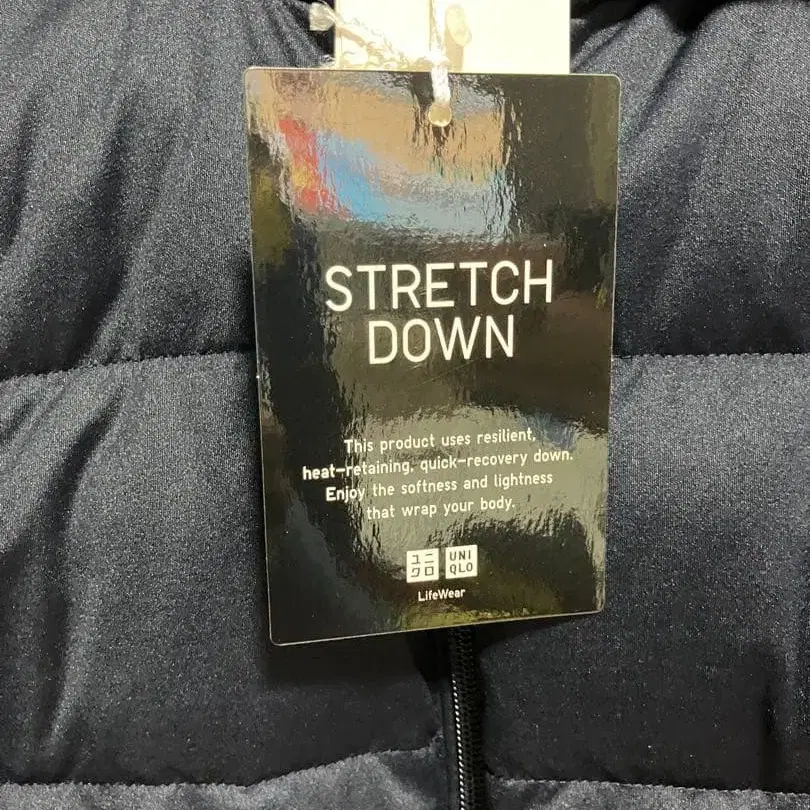 STRETCH
DOWN
This product uses resilient,
heat-retaining, quick-recovery down.
Enjoy the softness and lightness
that wrap your body.
ユニ UNI
クロ QLO
LifeWear